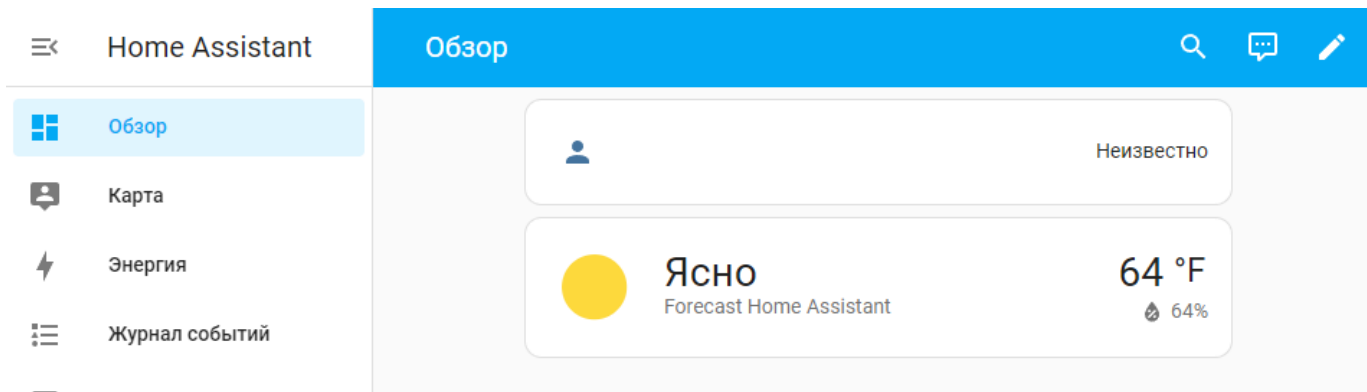 Home Assistant
Обзор
Обзор
Карта
Энергия
Журнал событий
Неизвестно
Ясно
Forecast Home Assistant
64 °F
64%